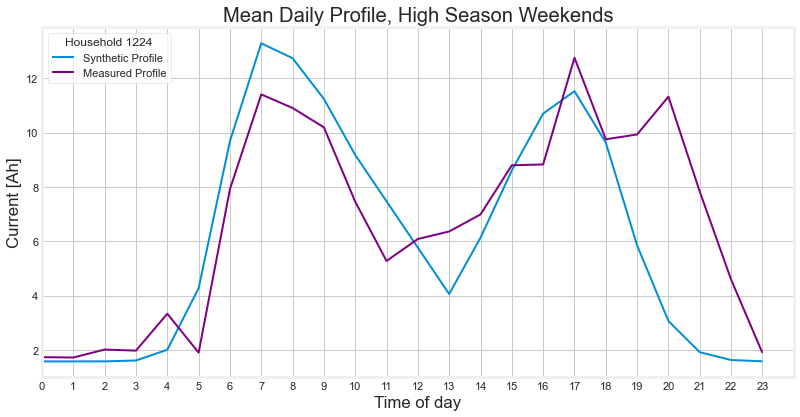 Mean Daily Profile, High Season Weekends
Household 1224
Synthetic Profile
Measured Profile
Current [Ah]
12
10
8
6
4
2
0 1 2 3 4 5 6 7 8 9 10 11 12 13 14 15 16 17 18 19 20 21 22 23
Time of day